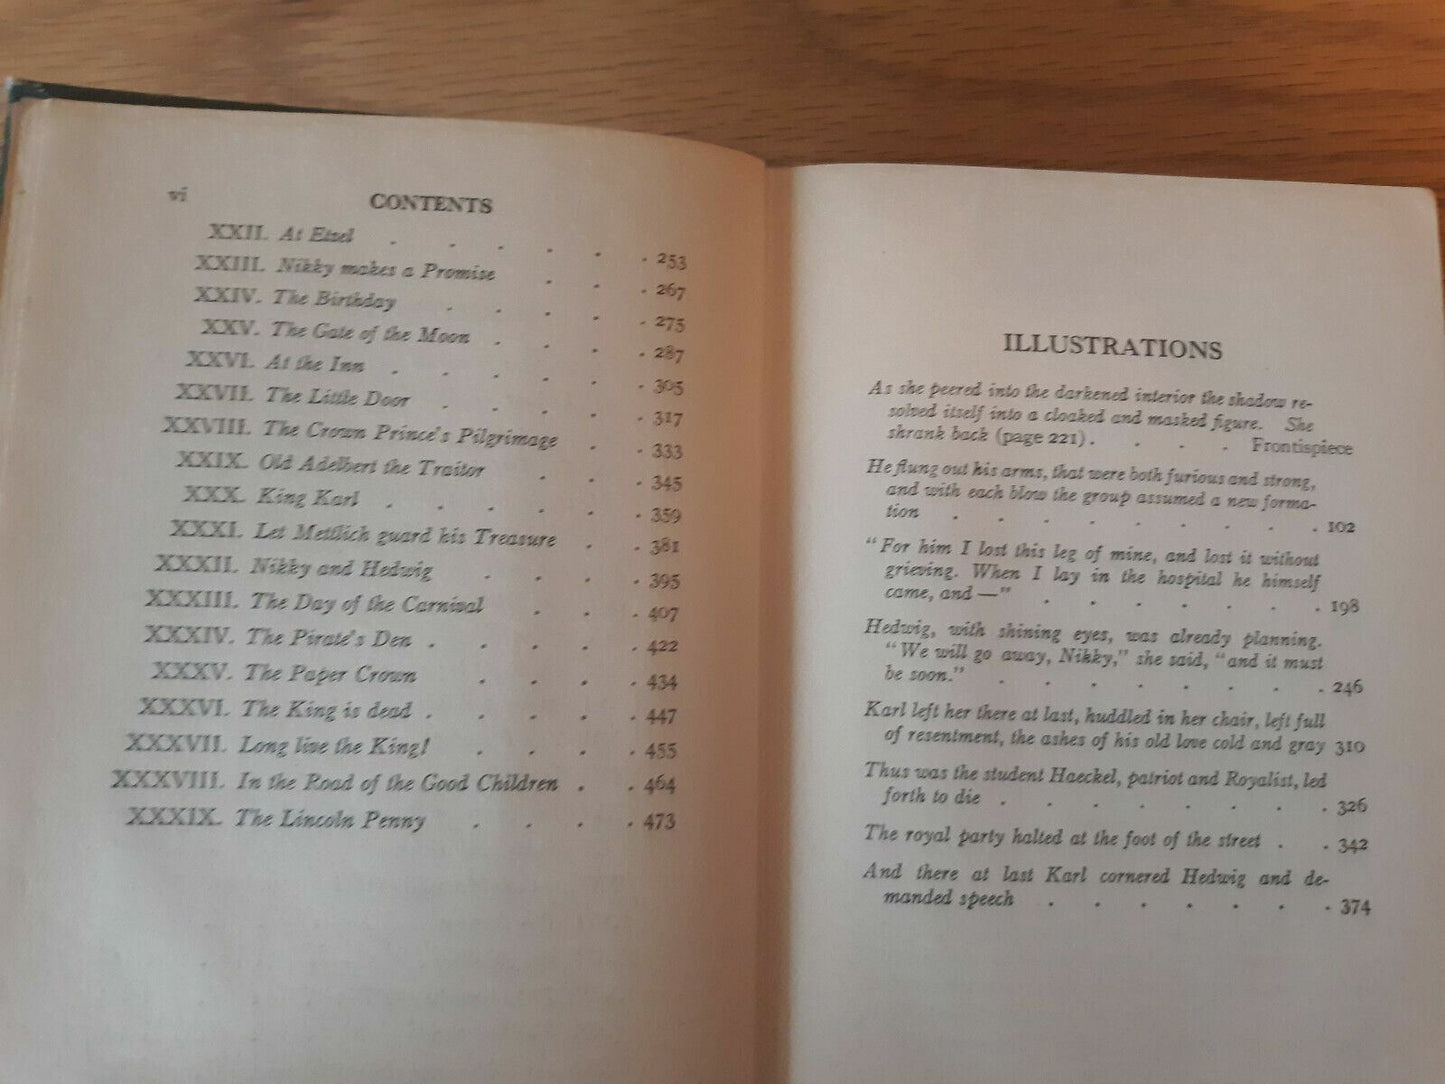 vi
CONTENTS
XXII. At Etzel . . . . . . 253
XXIII. Nikky makes a Promise . . . 267
XXIV. The Birthday . . . . . 275
XXV. The Gate of the Moon . . . . 287
XXVI. At the Inn . . . . . . 305
XXVII. The Little Door . . . . . 317
XXVIII. The Crown Prince's Pilgrimage . . 333
XXIX. Old Adelbert the Traitor . . . 345
XXX. King Karl . . . . . . 359
XXXI. Let Mettlich guard his Treasure . . 381
XXXII. Nikky and Hedwig . . . . 395
XXXIII. The Day of the Carnival . . . 407
XXXIV. The Pirate's Den . . . . . 422
XXXV. The Paper Crown . . . . 434
XXXVI. The King is dead . . . . . 447
XXXVII. Long live the King! . . . . 455
XXXVIII. In the Road of the Good Children . . 464
XXXIX. The Lincoln Penny . . . . 473
ILLUSTRATIONS
As she peered into the darkened interior the shadow re-
solved itself into a cloaked and masked figure. She
shrank back (page 221) . . . . Frontispiece
He flung out his arms, that were both furious and strong,
and with each blow the group assumed a new forma-
tion . . . . . . . . . 102
"For him I lost this leg of mine, and lost it without
grieving. When I lay in the hospital he himself
came, and —" . . . . . . . 198
Hedwig, with shining eyes, was already planning.
"We will go away, Nikky," she said, "and it must
be soon." . . . . . . . . 246
Karl left her there at last, huddled in her chair, left full
of resentment, the ashes of his old love cold and gray 310
Thus was the student Haeckel, patriot and Royalist, led
forth to die . . . . . . . . 326
The royal party halted at the foot of the street . . 342
And there at last Karl cornered Hedwig and de-
manded speech . . . . . . . 374